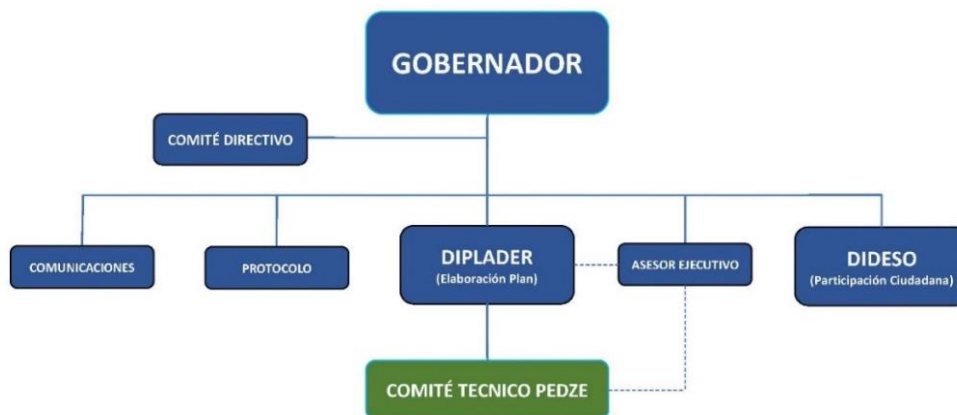 GOBERNADOR
COMITÉ DIRECTIVO
COMUNICACIONES
PROTOCOLO
DIPLADER
(Elaboración Plan)
ASESOR EJECUTIVO
DIDESO
(Participación Ciudadana)
COMITÉ TECNICO PEDZE